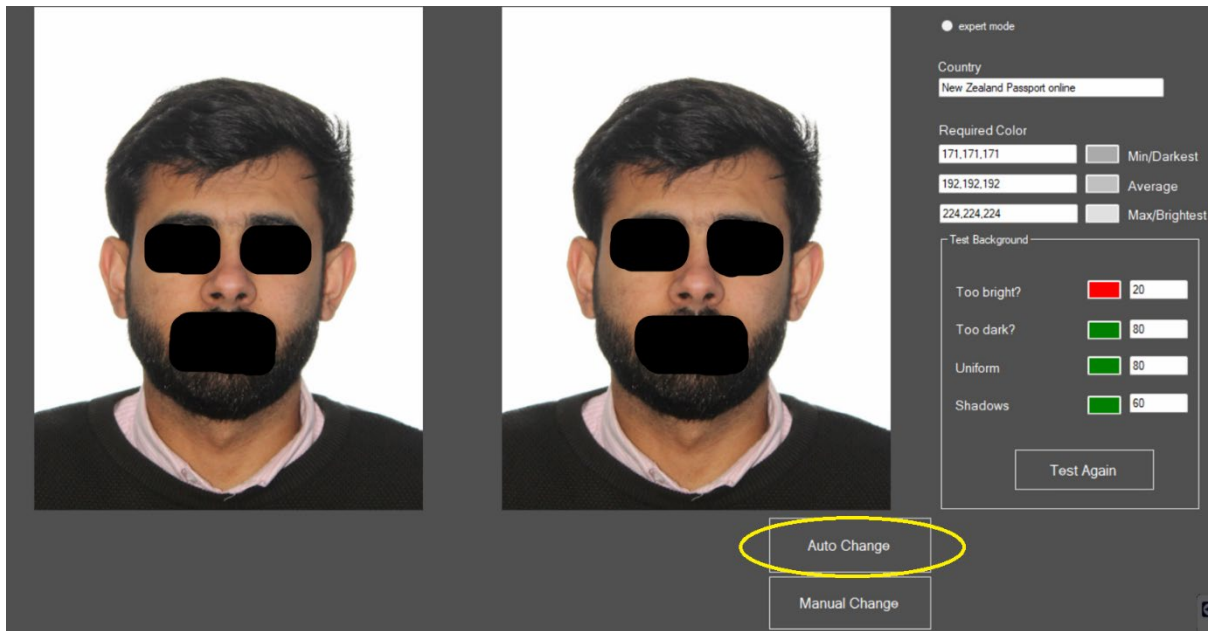 expert mode
Country
New Zealand Passport online
Required Color
171,171,171 Min/Darkest
192,192,192 Average
224,224,224 Max/Brightest
Test Background
Too bright? 20
Too dark? 80
Uniform 80
Shadows 60
Test Again
Auto Change
Manual Change